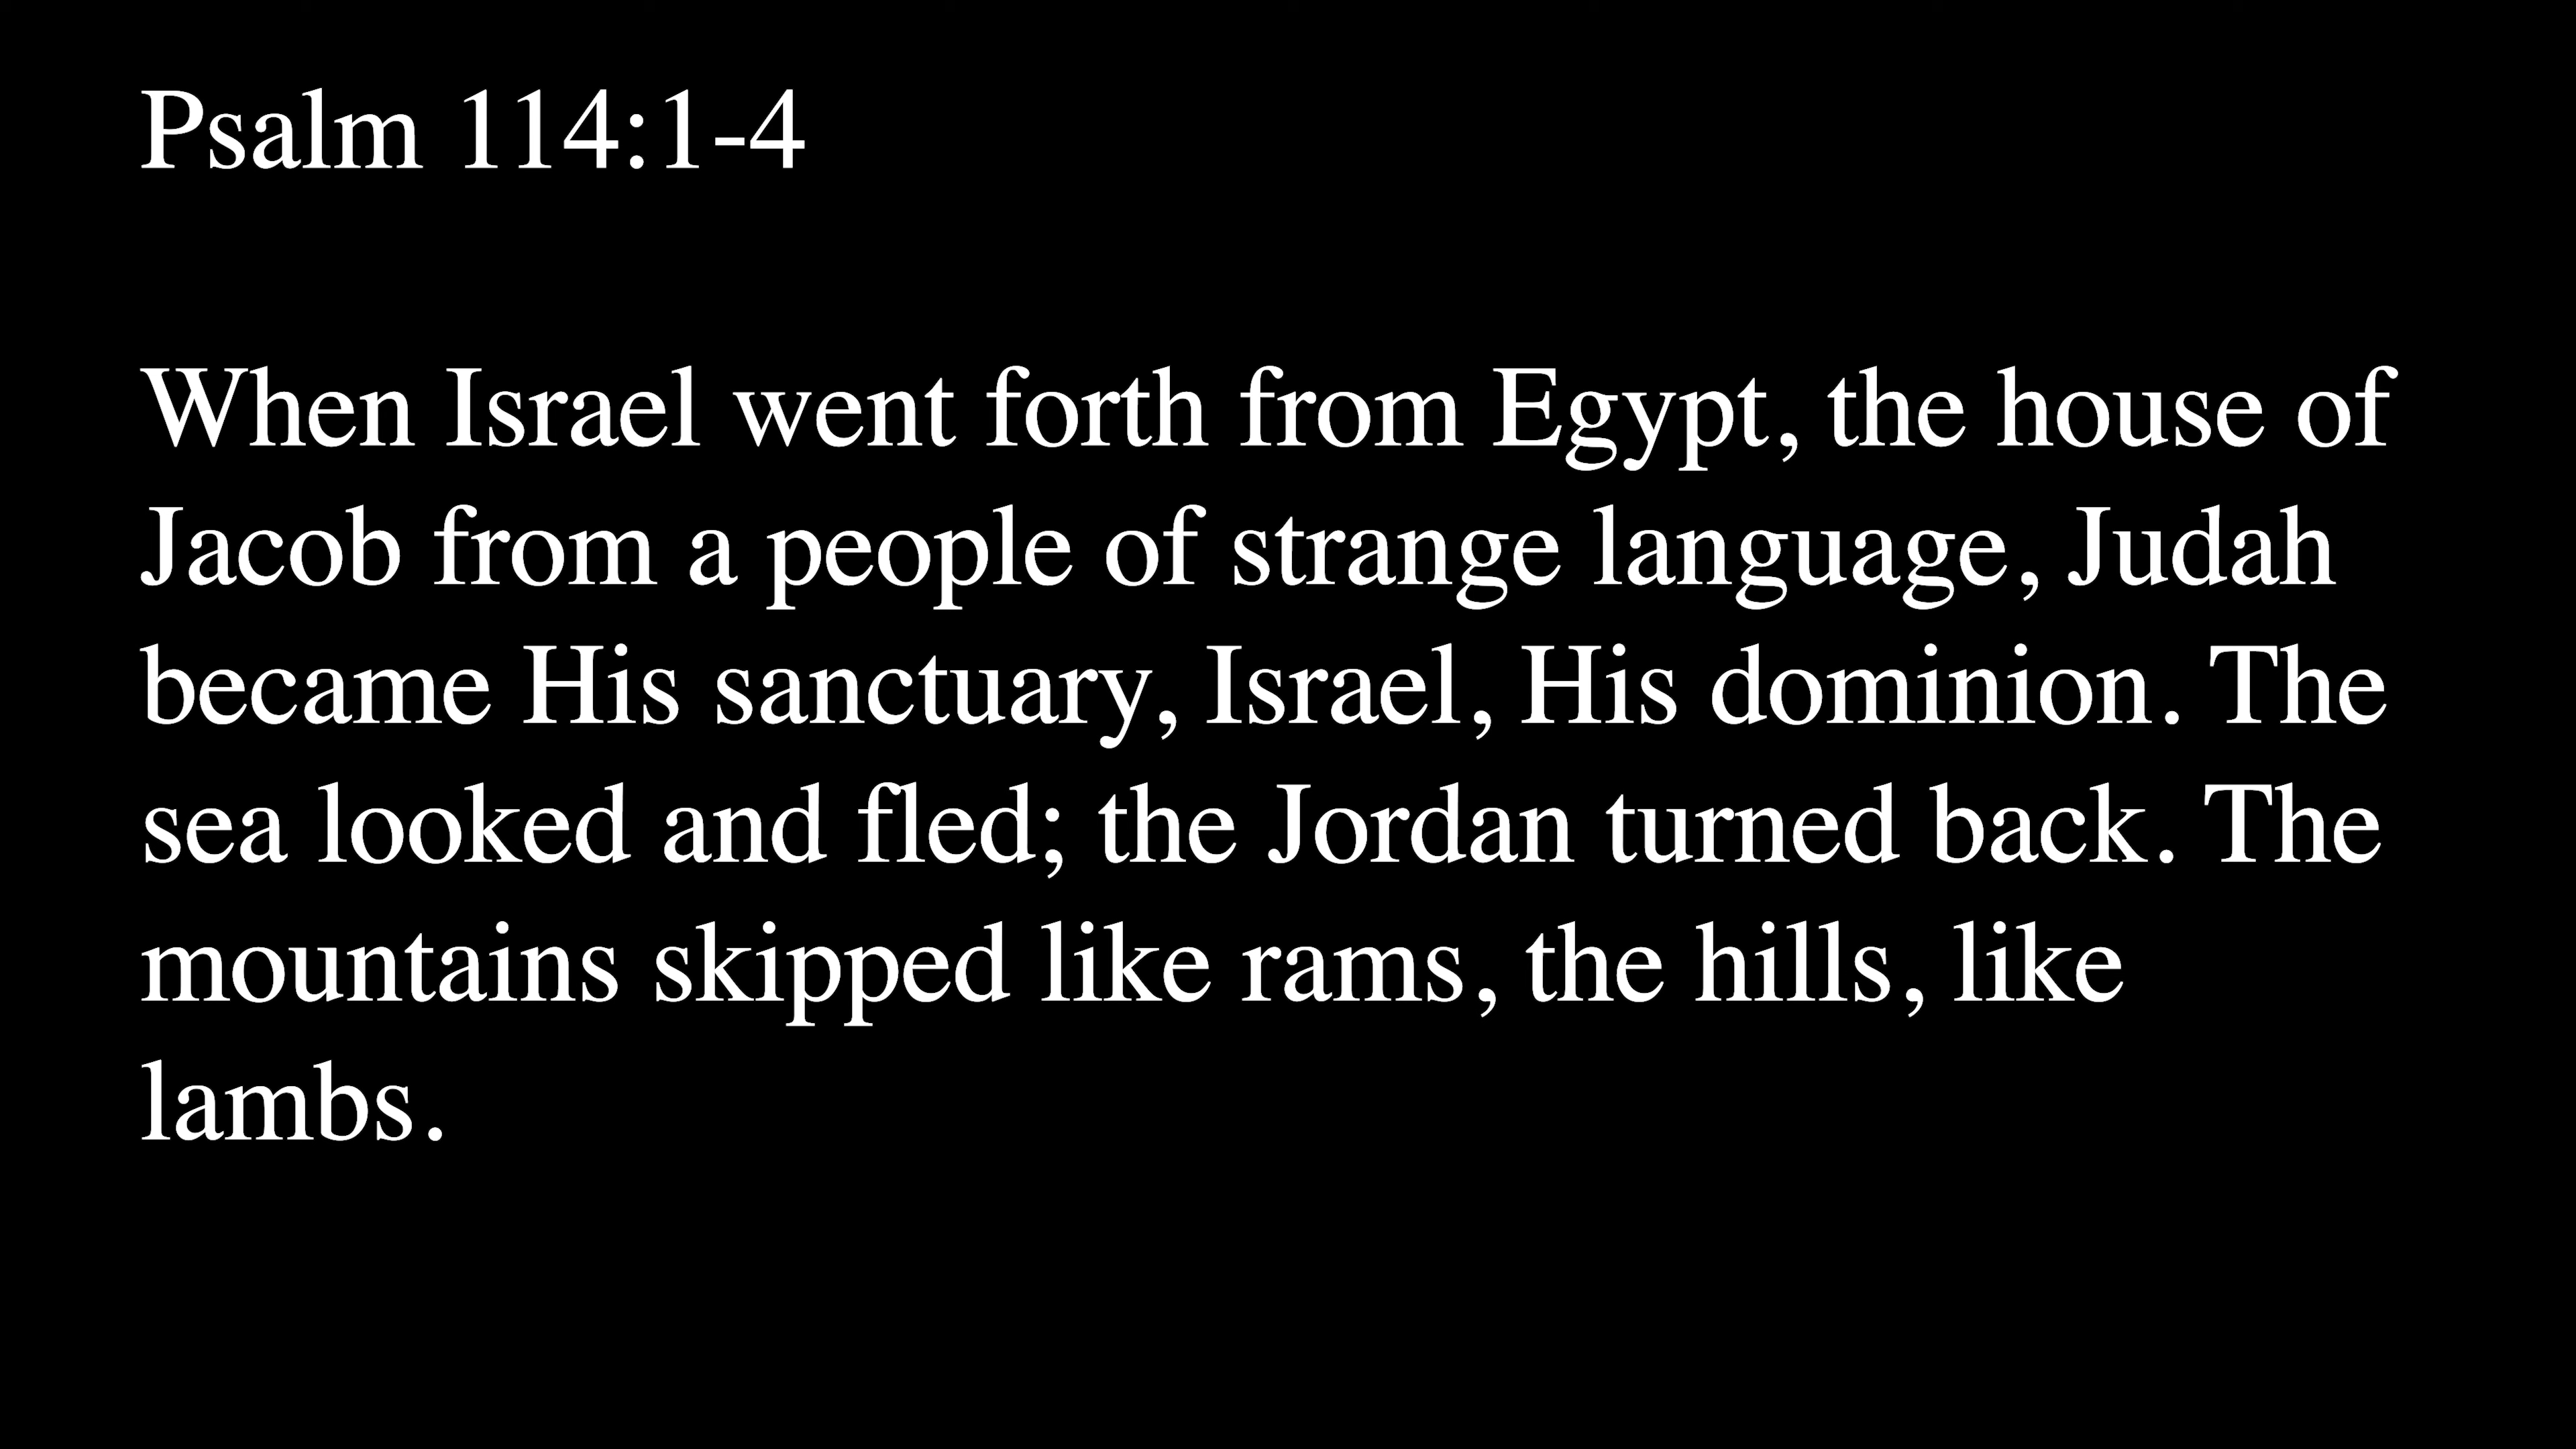 Psalm 114:1-4
When Israel went forth from Egypt, the house of
Jacob from a people of strange language, Judah
became His sanctuary, Israel, His dominion. The
sea looked and fled; the Jordan turned back. The
mountains skipped like rams, the hills, like
lambs.